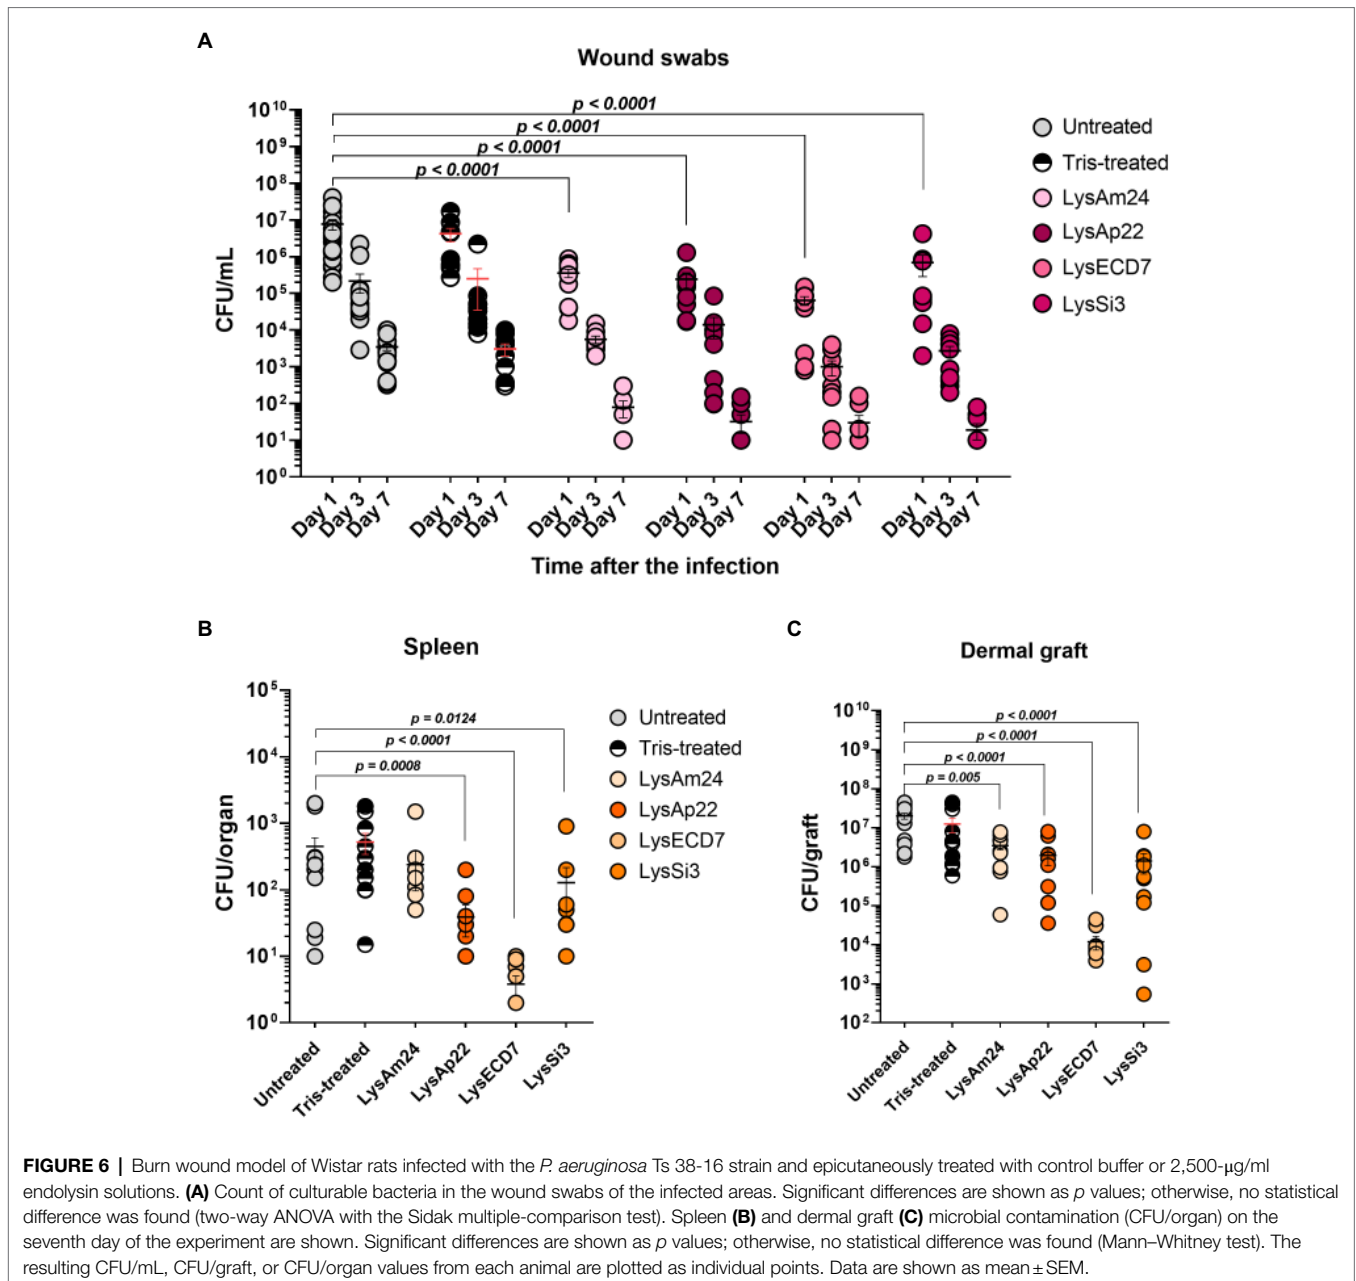 A
Wound swabs
p < 0.0001
p < 0.0001
p < 0.0001
p < 0.0001
CFU/mL
10^10
10^9
10^8
10^7
10^6
10^5
10^4
10^3
10^2
10^1
10^0
Day 1 Day 3 Day 7 Day 1 Day 3 Day 7 Day 1 Day 3 Day 7 Day 1 Day 3 Day 7 Day 1 Day 3 Day 7 Day 1 Day 3 Day 7
Time after the infection
Untreated
Tris-treated
LysAm24
LysAp22
LysECD7
LysSi3
B
Spleen
p = 0.0124
p < 0.0001
p = 0.0008
CFU/organ
10^5
10^4
10^3
10^2
10^1
10^0
Untreated Tris-treated LysAm24 LysAp22 LysECD7 LysSi3
Untreated
Tris-treated
LysAm24
LysAp22
LysECD7
LysSi3
C
Dermal graft
p < 0.0001
p < 0.0001
p < 0.0001
p = 0.005
CFU/graft
10^10
10^9
10^8
10^7
10^6
10^5
10^4
10^3
10^2
Untreated Tris-treated LysAm24 LysAp22 LysECD7 LysSi3
FIGURE 6 | Burn wound model of Wistar rats infected with the P. aeruginosa Ts 38-16 strain and epicutaneously treated with control buffer or 2,500-μg/ml
endolysin solutions. (A) Count of culturable bacteria in the wound swabs of the infected areas. Significant differences are shown as p values; otherwise, no statistical
difference was found (two-way ANOVA with the Sidak multiple-comparison test). Spleen (B) and dermal graft (C) microbial contamination (CFU/organ) on the
seventh day of the experiment are shown. Significant differences are shown as p values; otherwise, no statistical difference was found (Mann–Whitney test). The
resulting CFU/mL, CFU/graft, or CFU/organ values from each animal are plotted as individual points. Data are shown as mean ± SEM.